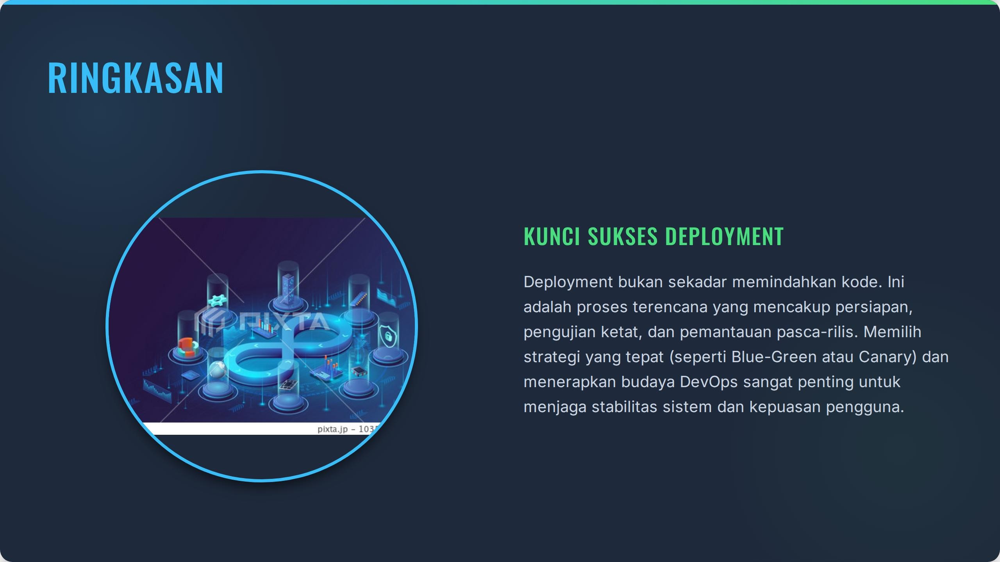 RINGKASAN
PIXTA
pixta.jp - 103
KUNCI SUKSES DEPLOYMENT
Deployment bukan sekadar memindahkan kode. Ini
adalah proses terencana yang mencakup persiapan,
pengujian ketat, dan pemantauan pasca-rilis. Memilih
strategi yang tepat (seperti Blue-Green atau Canary) dan
menerapkan budaya DevOps sangat penting untuk
menjaga stabilitas sistem dan kepuasan pengguna.